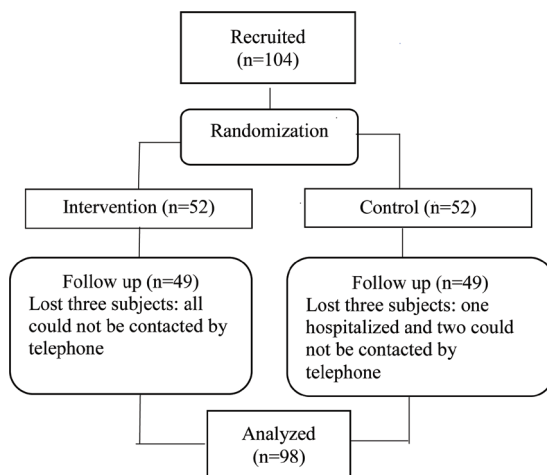 Recruited
(n=104)
Randomization
Intervention (n=52)
Control (n=52)
Follow up (n=49)
Lost three subjects: all
could not be contacted by
telephone
Follow up (n=49)
Lost three subjects: one
hospitalized and two could
not be contacted by
telephone
Analyzed
(n=98)